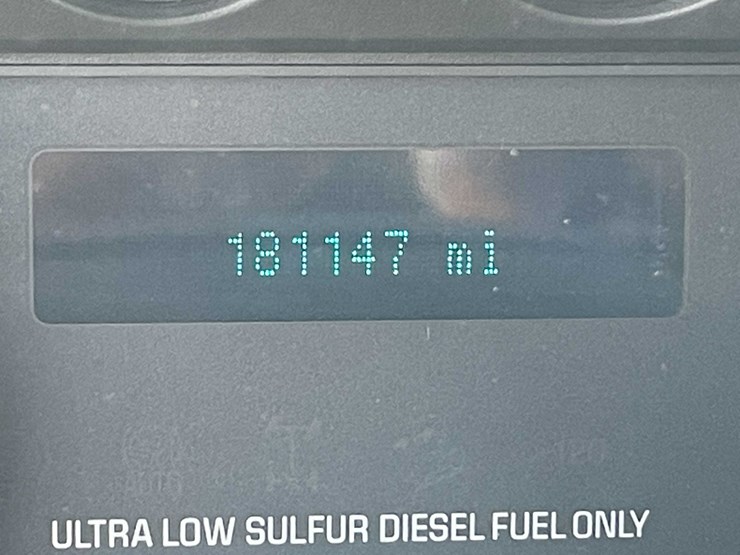 181147 mi
ULTRA LOW SULFUR DIESEL FUEL ONLY